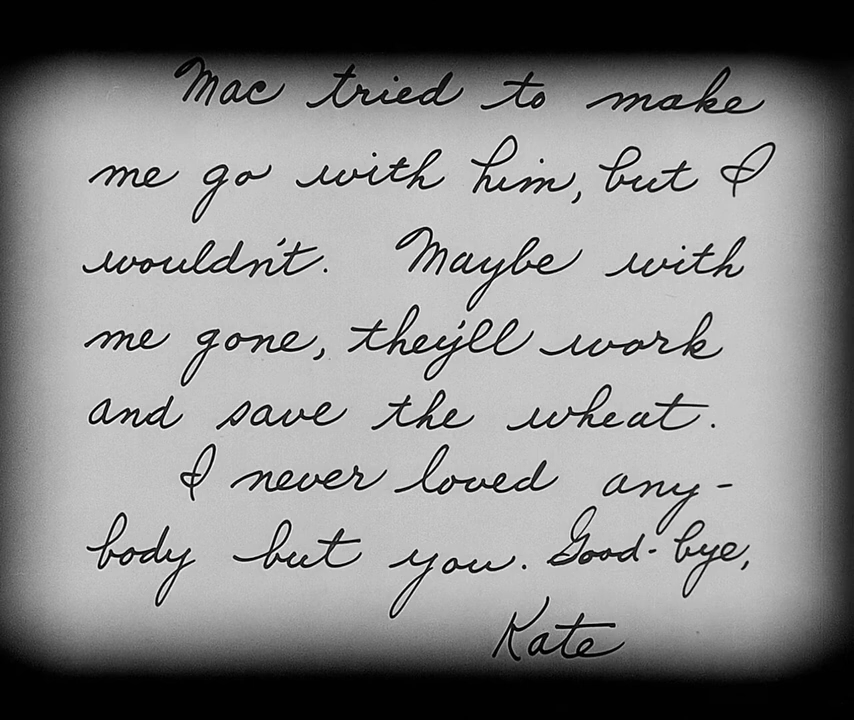 Mac tried to make
me go with him, but I
wouldn't. Maybe with
me gone, they'll work
and save the wheat.
I never loved any-
body but you. Good-bye,
Kate